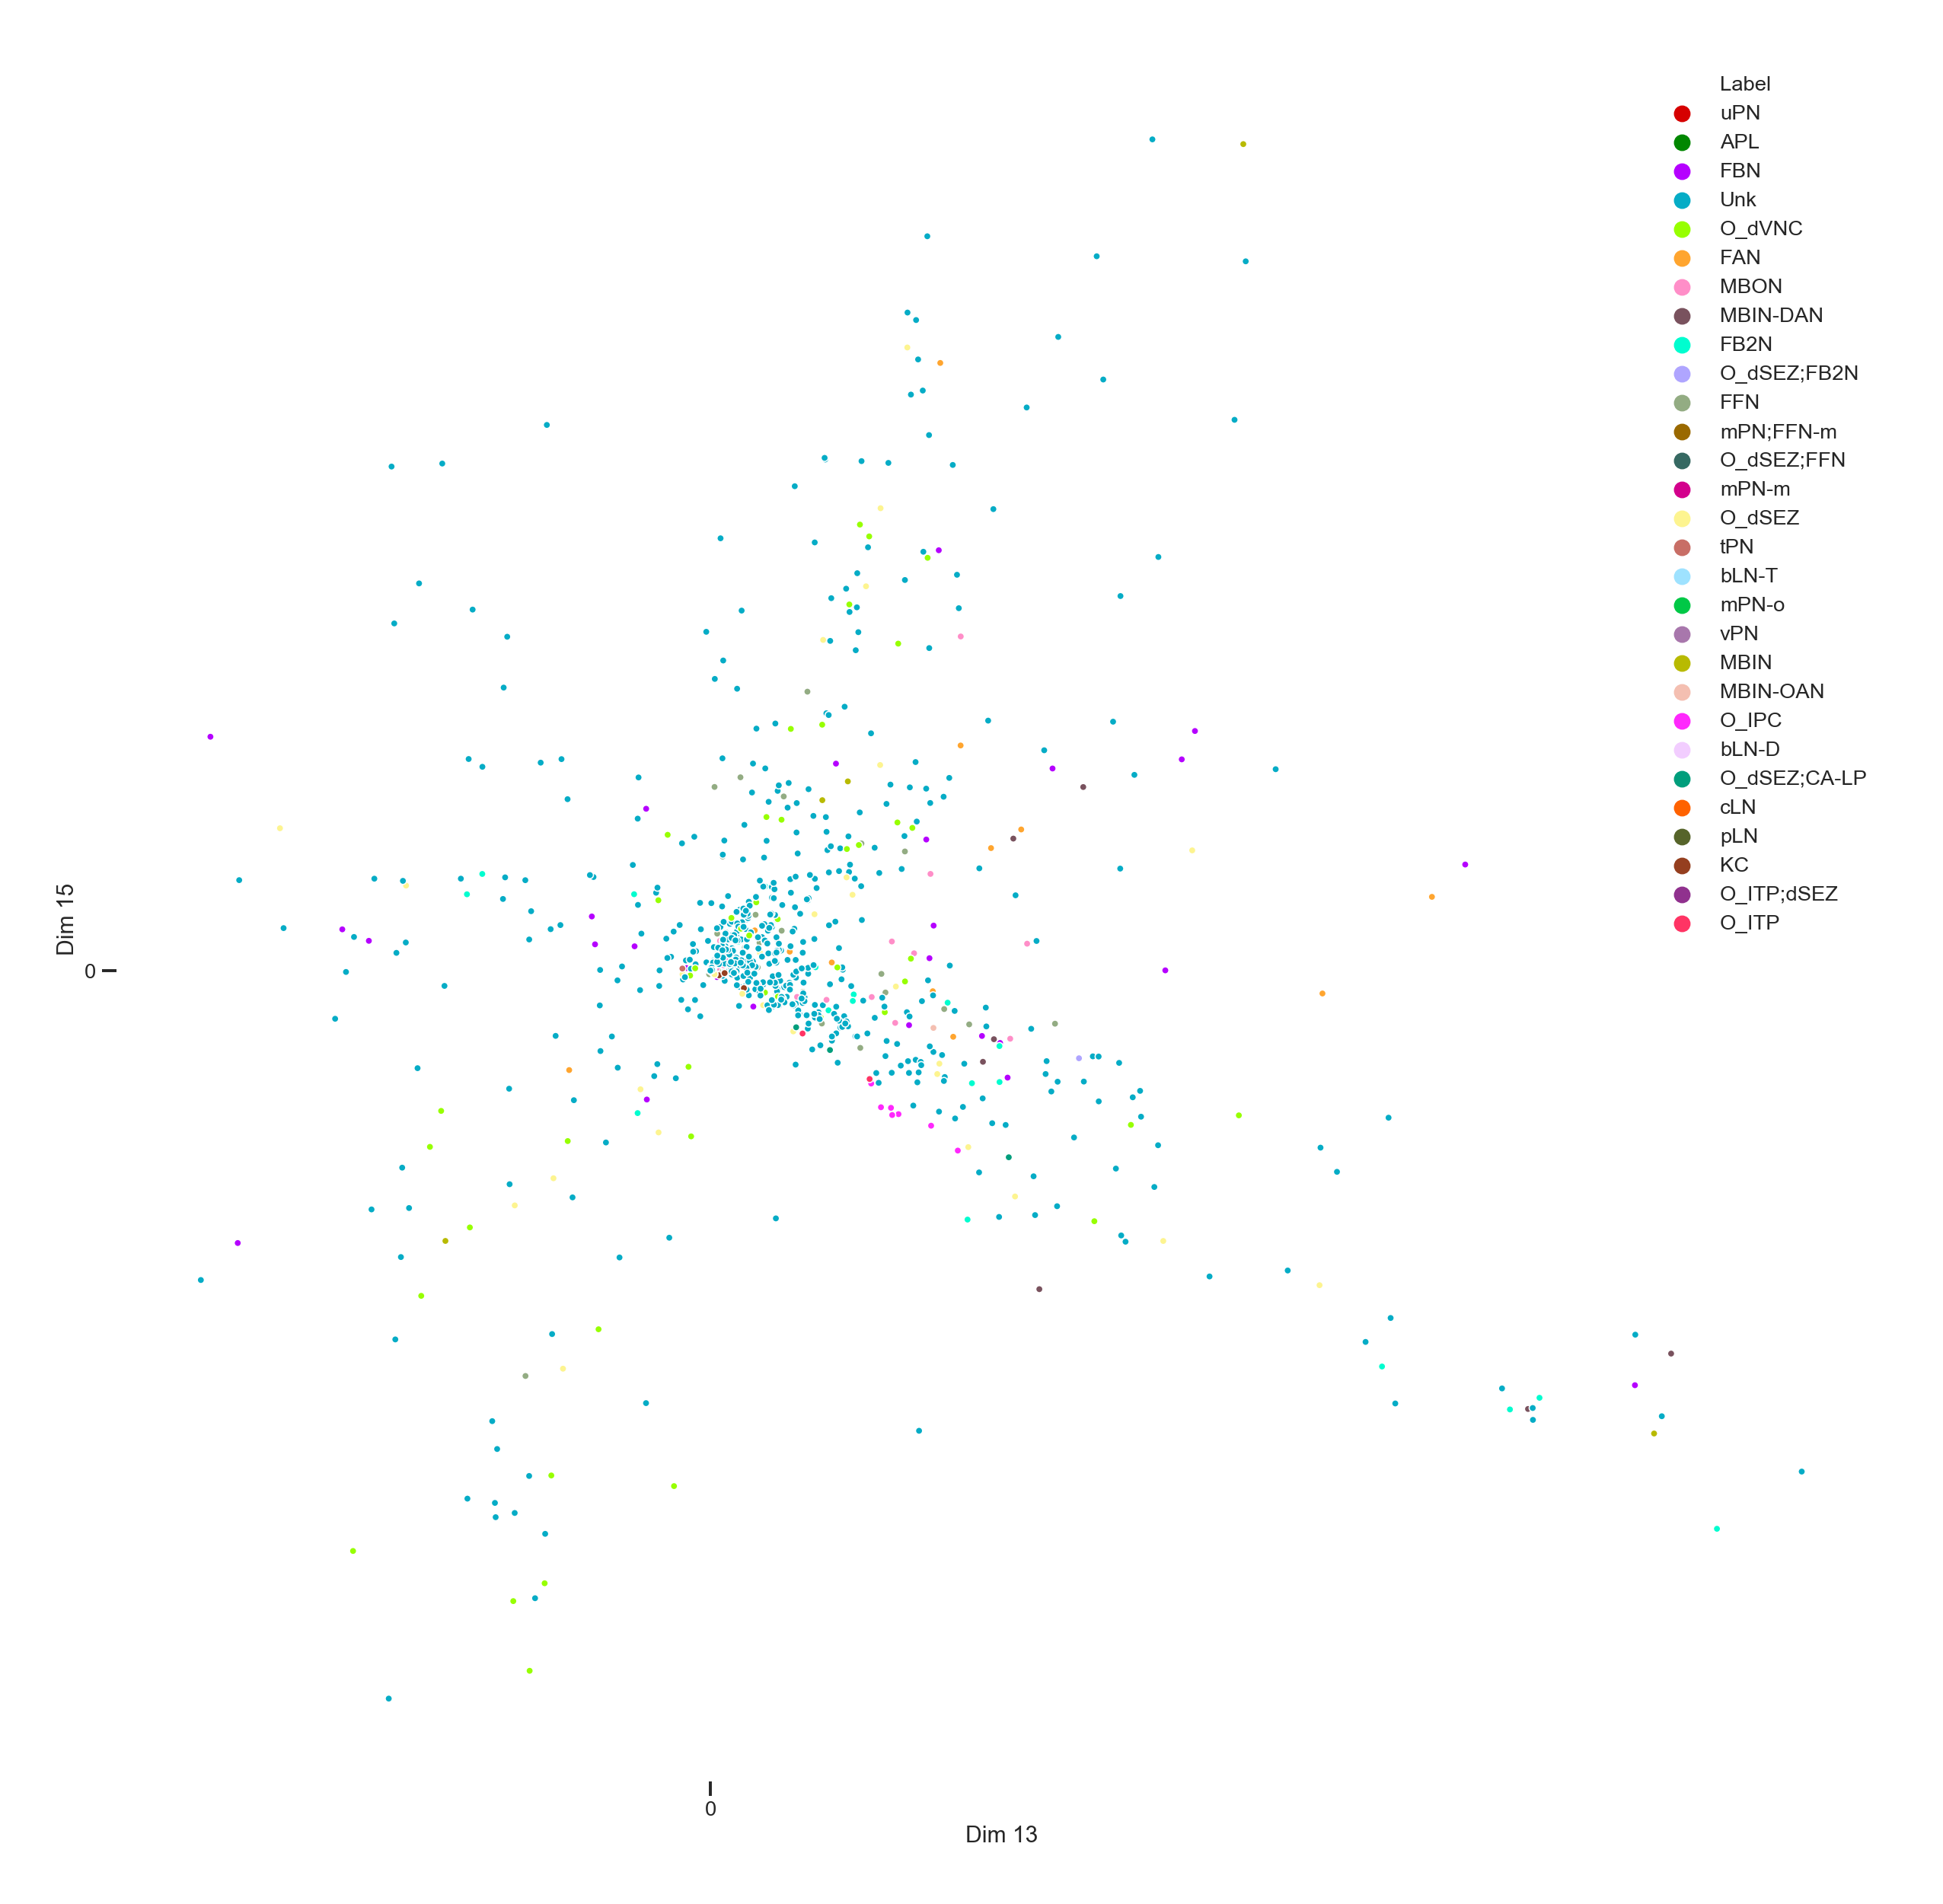 Label
uPN
APL
FBN
Unk
O_dVNC
FAN
MBON
MBIN-DAN
FB2N
O_dSEZ;FB2N
FFN
mPN;FFN-m
O_dSEZ;FFN
mPN-m
O_dSEZ
tPN
bLN-T
mPN-o
vPN
MBIN
MBIN-OAN
O_IPC
bLN-D
O_dSEZ;CA-LP
cLN
pLN
KC
O_ITP;dSEZ
O_ITP
Dim 15
0
0
Dim 13